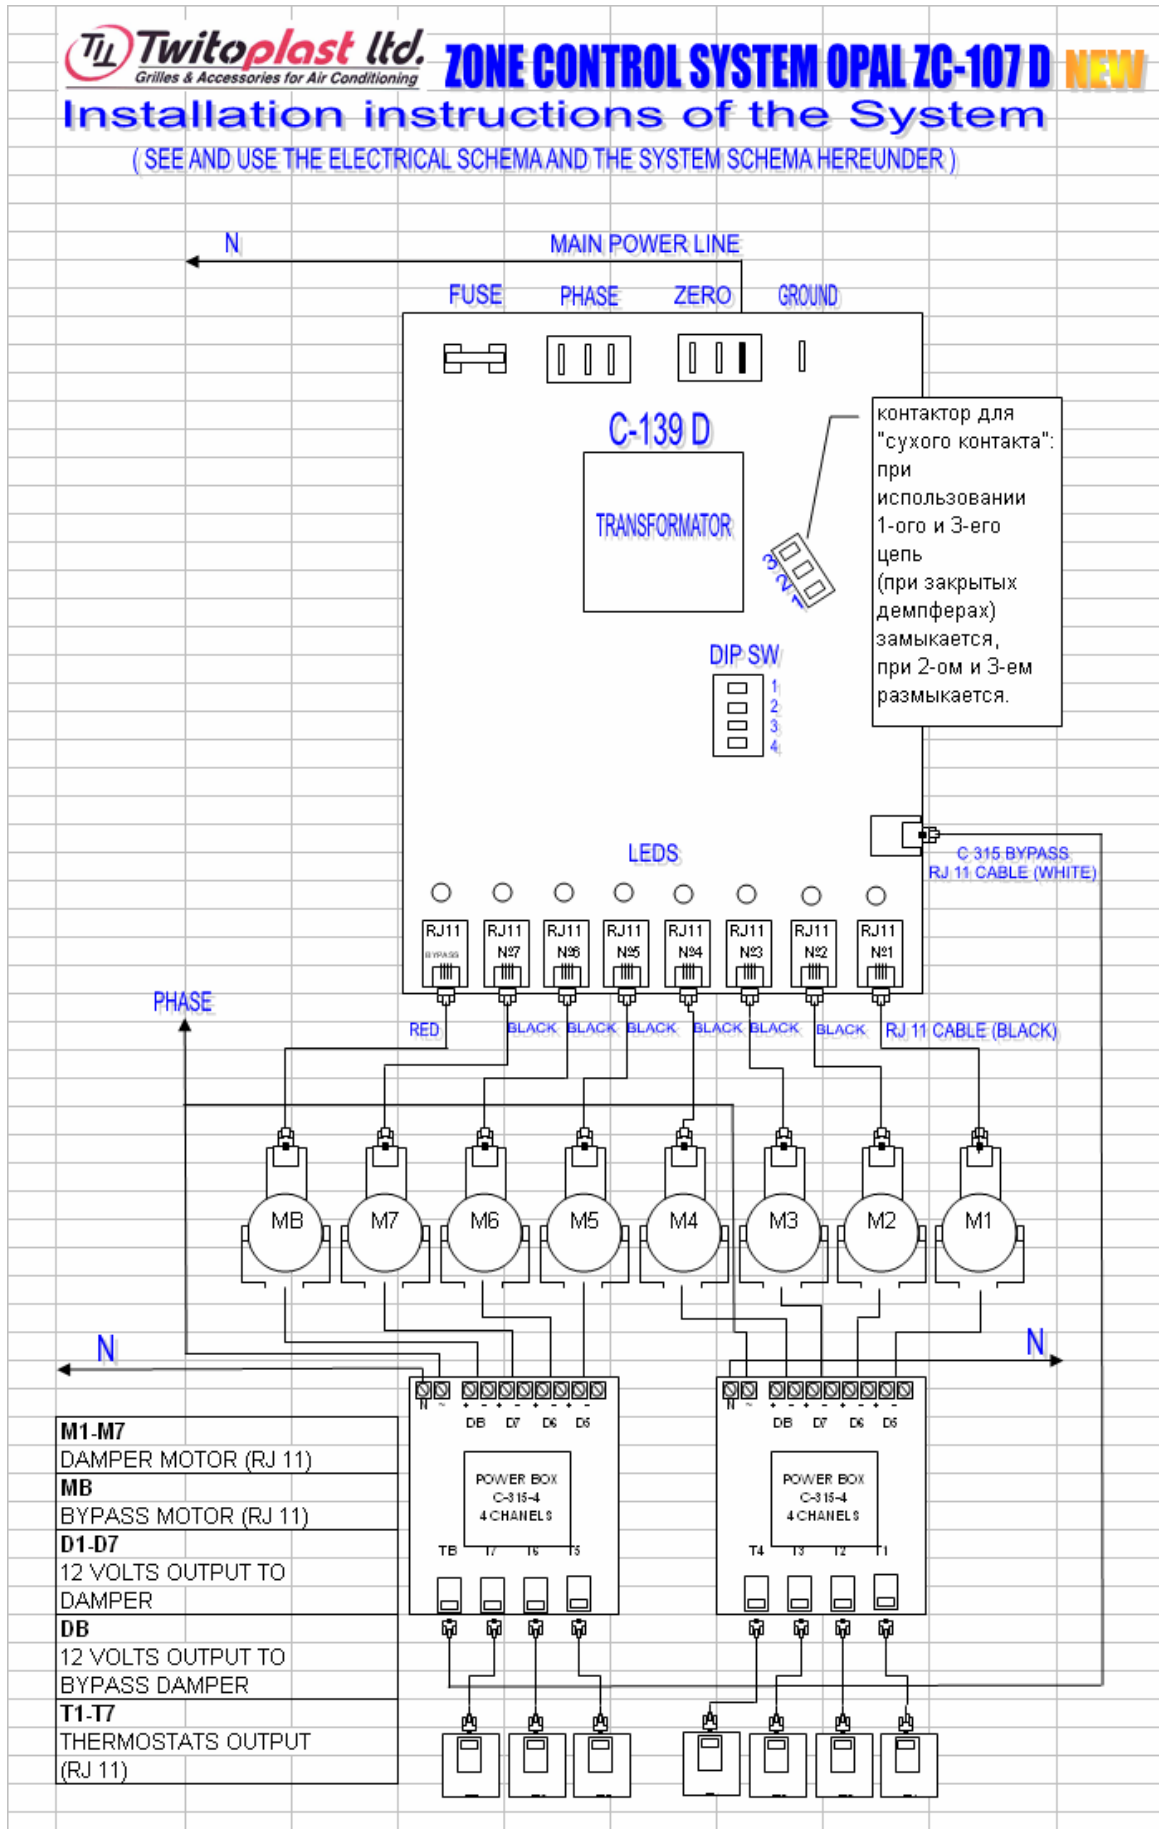 Twitoplast ltd.
Grilles & Accessories for Air Conditioning
ZONE CONTROL SYSTEM OPAL ZC-107 D NEW
Installation instructions of the System
( SEE AND USE THE ELECTRICAL SCHEMA AND THE SYSTEM SCHEMA HEREUNDER )
N
MAIN POWER LINE
FUSE
PHASE
ZERO
GROUND
C-139 D
TRANSFORMATOR
контактор для
"сухого контакта":
при
использовании
1-ого и 3-его
цепь
(при закрытых
демпферах)
замыкается,
при 2-ом и 3-ем
размыкается.
3
2
1
DIP SW
1
2
3
4
C 315 BYPASS
RJ 11 CABLE (WHITE)
LEDS
RJ11 RJ11 RJ11 RJ11 RJ11 RJ11 RJ11 RJ11
BYPASS №7 №6 №5 №4 №3 №2 №1
PHASE
RED BLACK BLACK BLACK BLACK BLACK BLACK RJ 11 CABLE (BLACK)
MB M7 M6 M5 M4 M3 M2 M1
N
N
N ~ + - + - + - + -
DB D7 D6 D5
POWER BOX
C-315-4
4 CHANELS
TB T7 T6 T5
N ~ + - + - + - + -
DB D7 D6 D5
POWER BOX
C-315-4
4 CHANELS
T4 T3 T2 T1
M1-M7
DAMPER MOTOR (RJ 11)
MB
BYPASS MOTOR (RJ 11)
D1-D7
12 VOLTS OUTPUT TO
DAMPER
DB
12 VOLTS OUTPUT TO
BYPASS DAMPER
T1-T7
THERMOSTATS OUTPUT
(RJ 11)